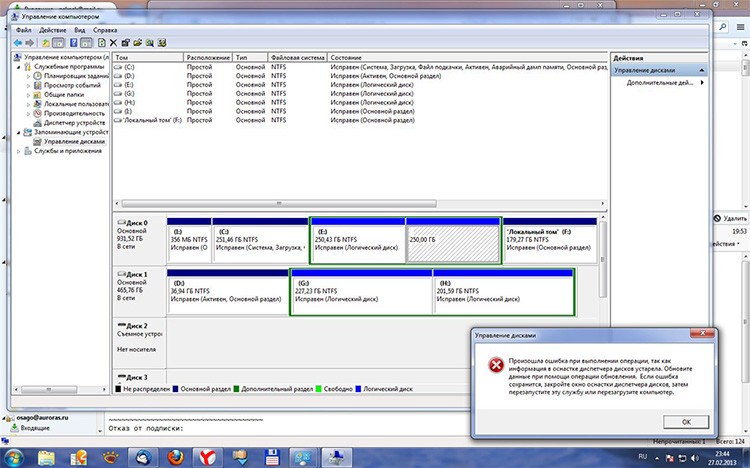 Управление компьютером
Файл Действие Вид Справка
Управление компьютером (л
Служебные программы
Планировщик заданий
Просмотр событий
Общие папки
Локальные пользовате
Производительность
Диспетчер устройств
Запоминающие устройст
Управление дисками
Службы и приложения
Том Расположение Тип Файловая система Состояние
(C:) Простой Основной NTFS Исправен (Система, Загрузка, Файл подкачки, Активен, Аварийный дамп памяти, Основной раз
(D:) Простой Основной NTFS Исправен (Активен, Основной раздел)
(E:) Простой Основной NTFS Исправен (Логический диск)
(G:) Простой Основной NTFS Исправен (Логический диск)
(H:) Простой Основной NTFS Исправен (Логический диск)
(I:) Простой Основной NTFS Исправен (Основной раздел)
'Локальный том' (F:) Простой Основной NTFS Исправен (Основной раздел)
Действия
Управление дисками
Дополнительные дей...
Диск 0
Основной
931,52 ГБ
В сети
(I:)
356 МБ NTFS
Исправен (О
(C:)
251,46 ГБ NTFS
Исправен (Система, Загрузка,
(E:)
250,43 ГБ NTFS
Исправен (Логический диск)
250,00 ГБ
'Локальный том' (F:)
179,27 ГБ NTFS
Исправен (Основной раздел)
Диск 1
Основной
465,76 ГБ
В сети
(D:)
36,94 ГБ NTFS
Исправен (Активен, Основной раздел)
(G:)
227,23 ГБ NTFS
Исправен (Логический диск)
(H:)
201,59 ГБ NTFS
Исправен (Логический диск)
Диск 2
Съемное устро
Нет носителя
Диск 3
Не распределен Основной раздел Дополнительный раздел Свободно Логический диск
Удалить
19:53
Управление дисками
Произошла ошибка при выполнении операции, так как
информация в оснастке диспетчера дисков устарела. Обновите
данные при помощи операции обновления. Если ошибка
сохранится, закройте окно оснастки диспетчера дисков, затем
перезапустите эту службу или перезагрузите компьютер.
OK
osago@auroras.ru
Входящие
~~~~~~~~~~~~~~~~~~~~~~~~~~~~~~~~~~
Отказ от подписки:
Непрочитанных: 1 Всего: 124
RU
23:44
27.02.2013